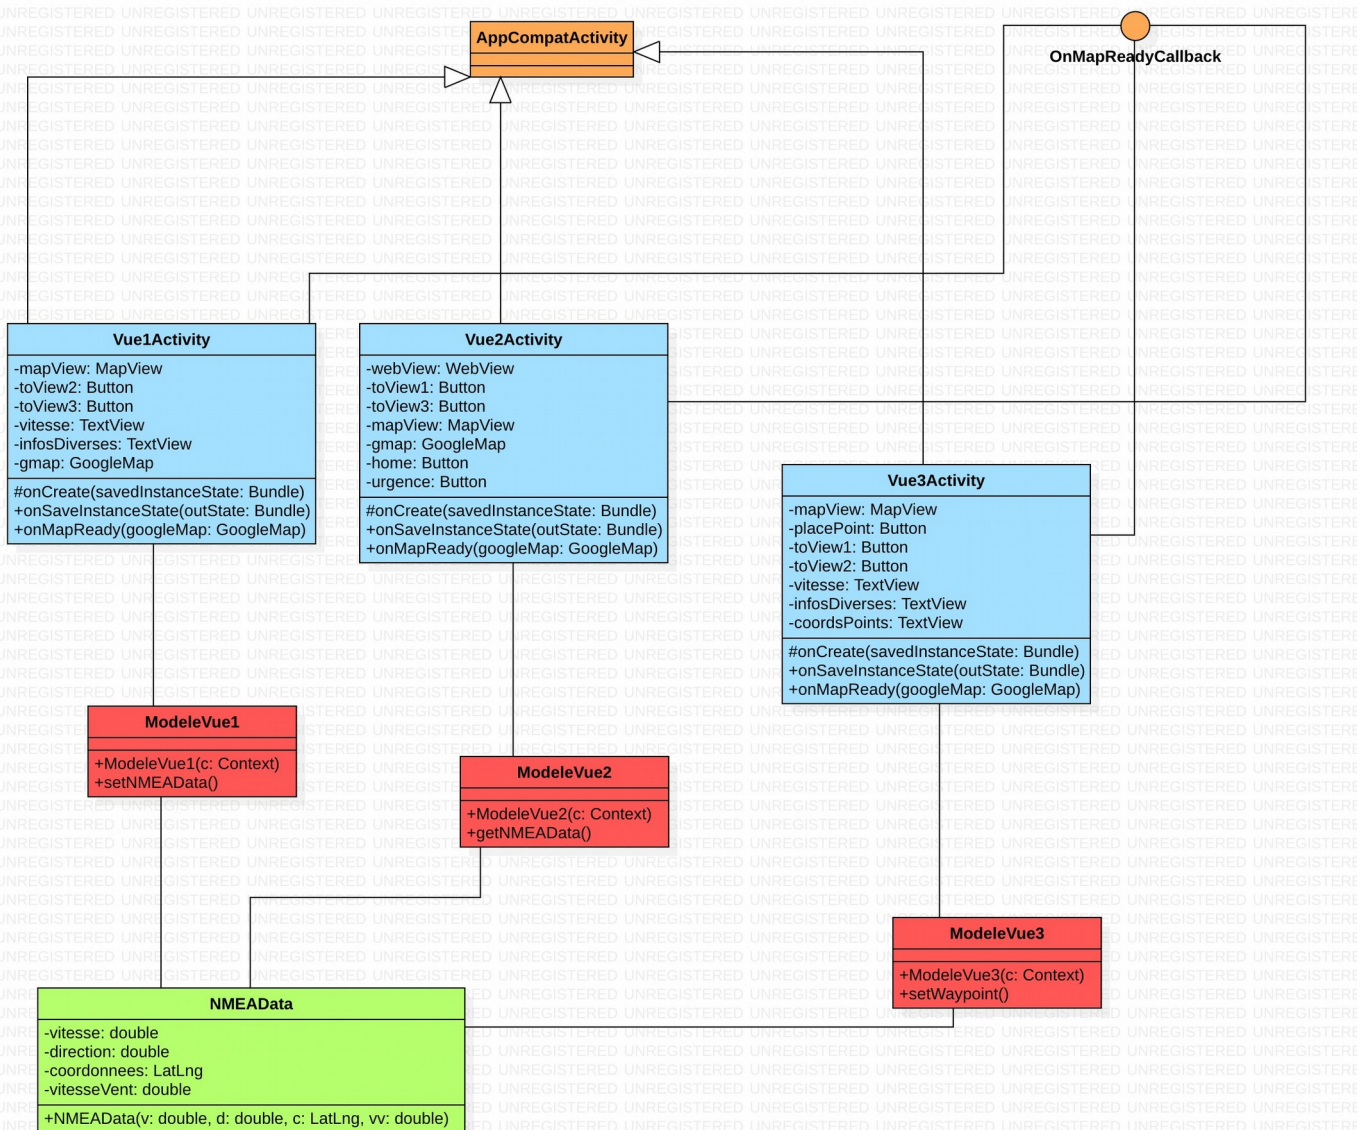 AppCompatActivity
OnMapReadyCallback
Vue1Activity
-mapView: MapView
-toView2: Button
-toView3: Button
-vitesse: TextView
-infosDiverses: TextView
-gmap: GoogleMap
#onCreate(savedInstanceState: Bundle)
+onSaveInstanceState(outState: Bundle)
+onMapReady(googleMap: GoogleMap)
Vue2Activity
-webView: WebView
-toView1: Button
-toView3: Button
-mapView: MapView
-gmap: GoogleMap
-home: Button
-urgence: Button
#onCreate(savedInstanceState: Bundle)
+onSaveInstanceState(outState: Bundle)
+onMapReady(googleMap: GoogleMap)
Vue3Activity
-mapView: MapView
-placePoint: Button
-toView1: Button
-toView2: Button
-vitesse: TextView
-infosDiverses: TextView
-coordsPoints: TextView
#onCreate(savedInstanceState: Bundle)
+onSaveInstanceState(outState: Bundle)
+onMapReady(googleMap: GoogleMap)
ModeleVue1
+ModeleVue1(c: Context)
+setNMEAData()
ModeleVue2
+ModeleVue2(c: Context)
+getNMEAData()
ModeleVue3
+ModeleVue3(c: Context)
+setWaypoint()
NMEAData
-vitesse: double
-direction: double
-coordonnees: LatLng
-vitesseVent: double
+NMEAData(v: double, d: double, c: LatLng, vv: double)
UNREGISTERED